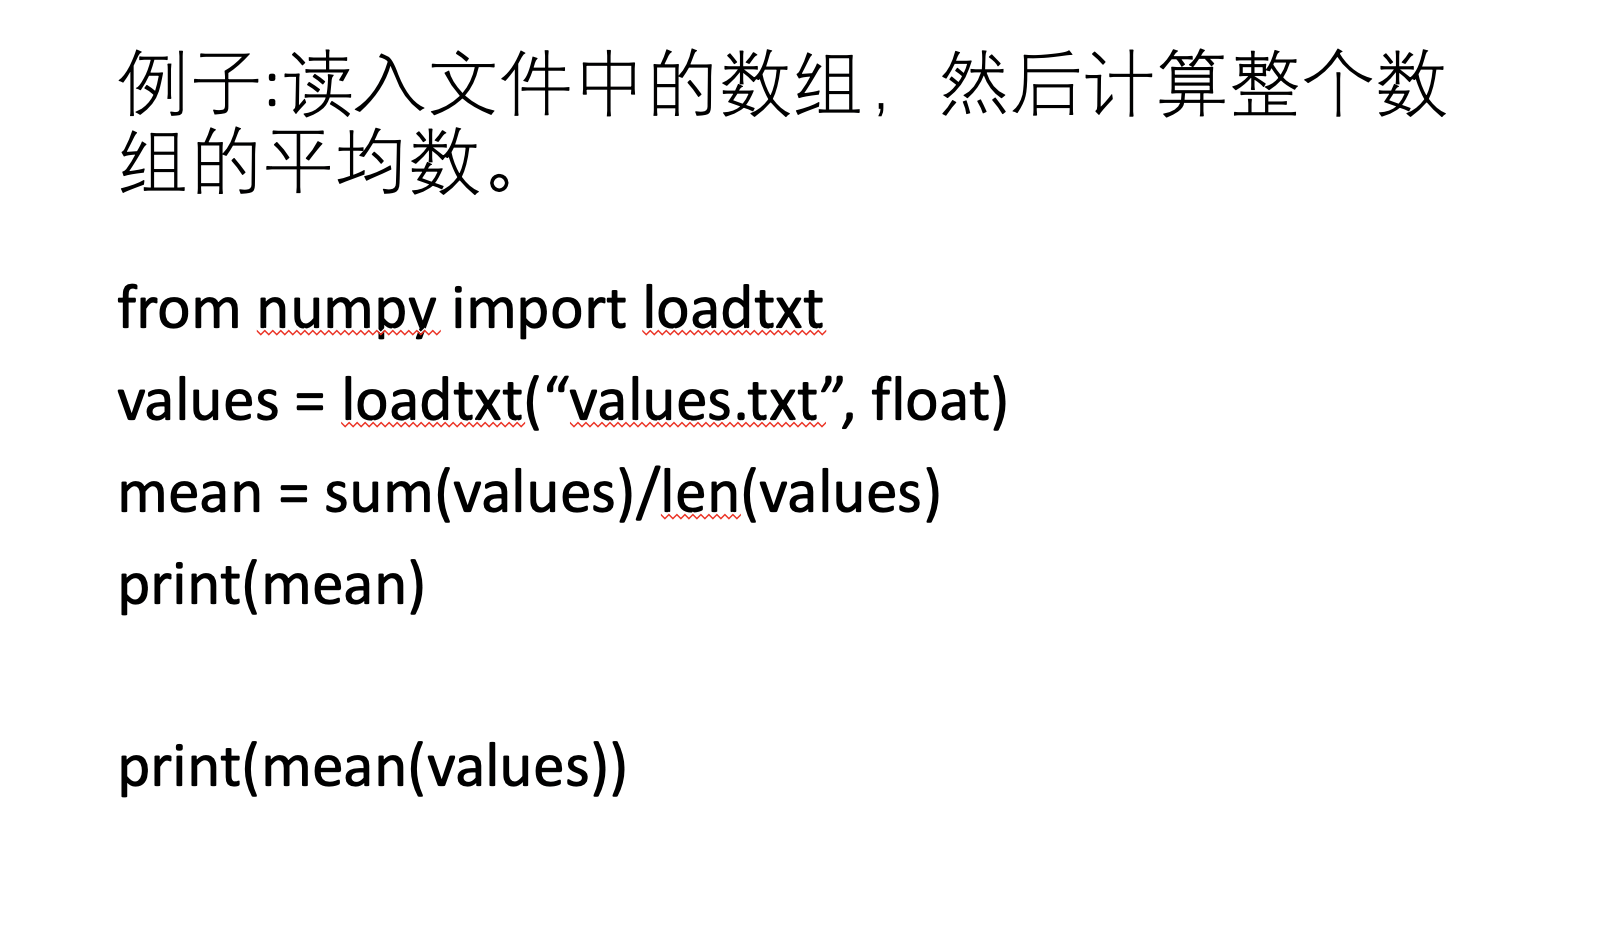 例子:读入文件中的数组，然后计算整个数
组的平均数。
from numpy import loadtxt
values = loadtxt(“values.txt”, float)
mean = sum(values)/len(values)
print(mean)
print(mean(values))